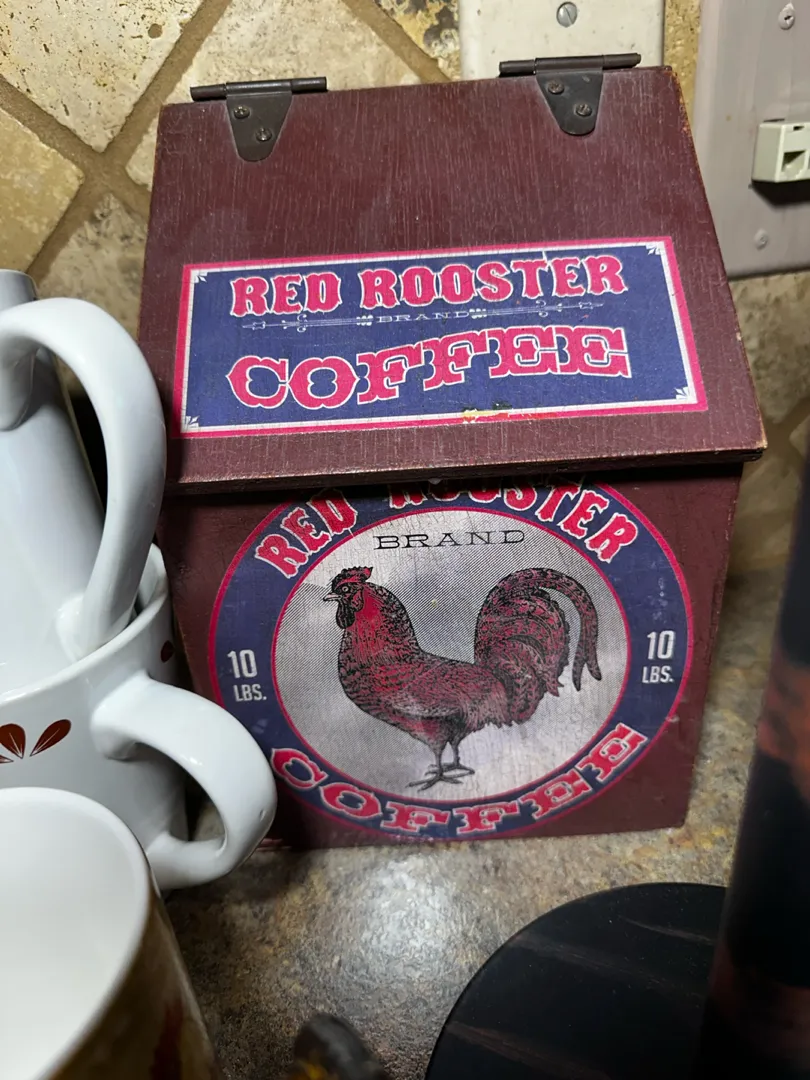 RED ROOSTER
BRAND
COFFEE
RED ROOSTER
BRAND
10
LBS.
10
LBS.
COFFEE